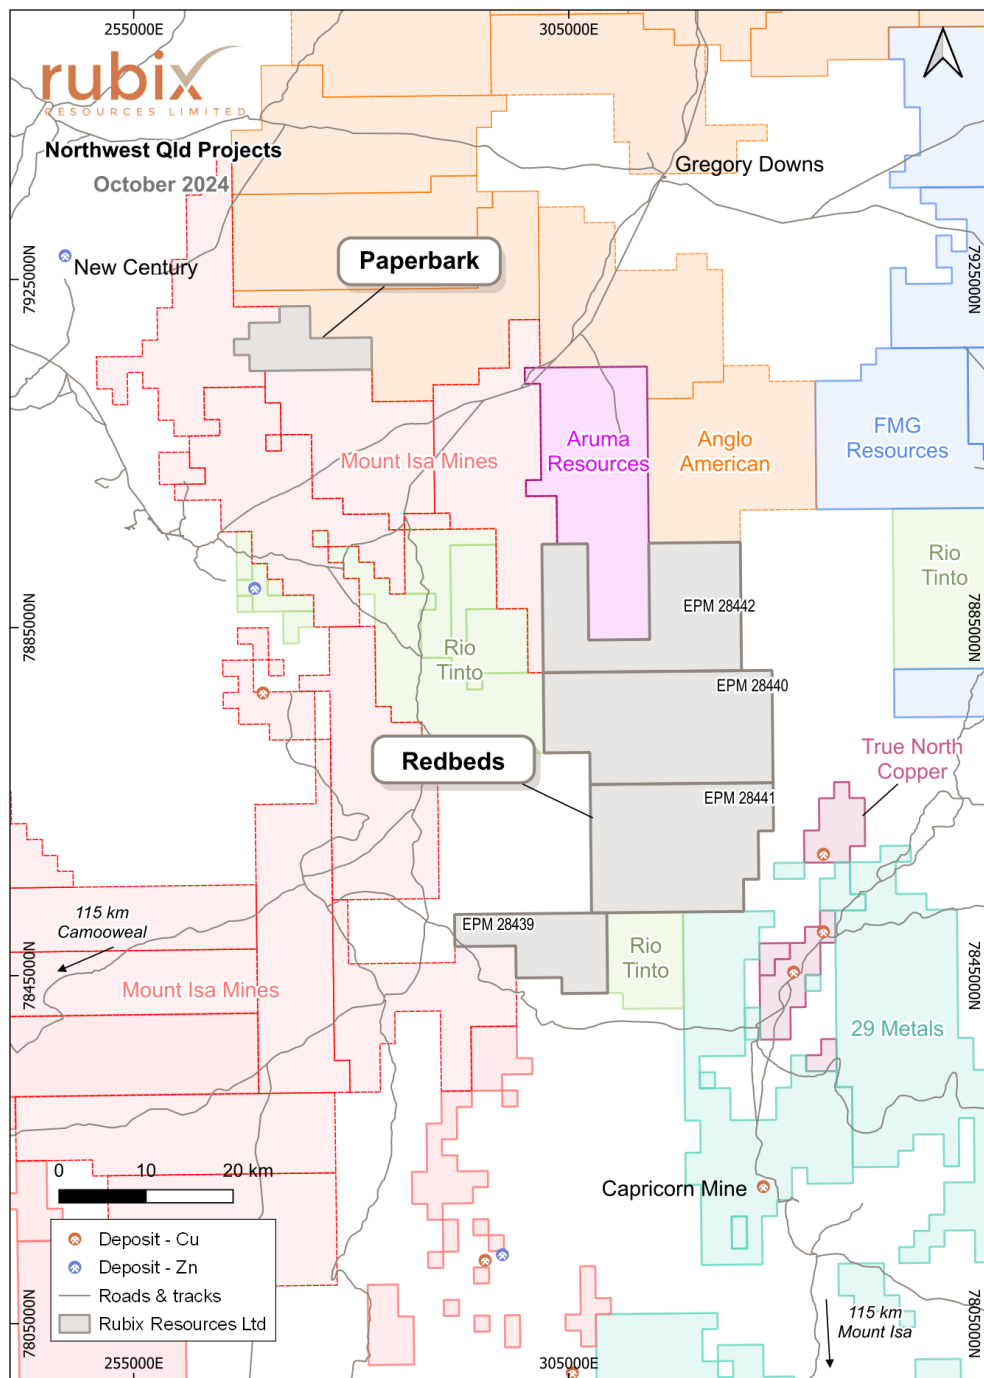 255000E
305000E
rubix
RESOURCES LIMITED
Northwest Qld Projects
October 2024
Gregory Downs
New Century
7925000N
7925000N
Paperbark
Mount Isa Mines
Aruma
Resources
Anglo
American
FMG
Resources
Rio
Tinto
EPM 28442
7885000N
7885000N
Rio
Tinto
EPM 28440
Redbeds
True North
Copper
EPM 28441
115 km
Camooweal
EPM 28439
Rio
Tinto
7845000N
7845000N
Mount Isa Mines
29 Metals
0 10 20 km
Capricorn Mine
Deposit - Cu
Deposit - Zn
Roads & tracks
Rubix Resources Ltd
115 km
Mount Isa
7805000N
7805000N
255000E
305000E